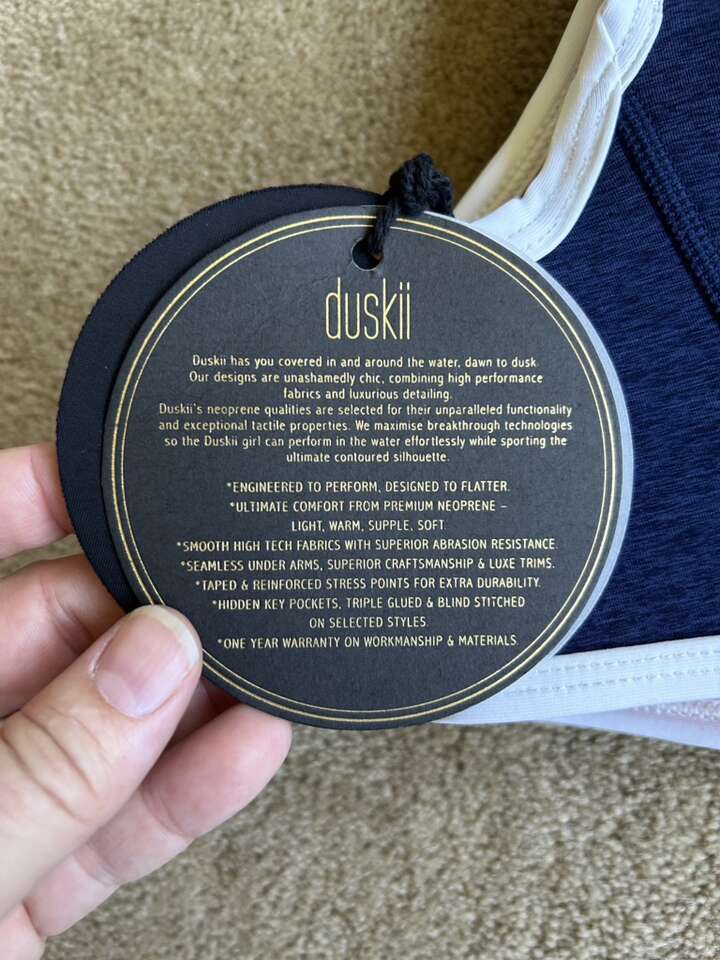 duskii
Duskii has you covered in and around the water, dawn to dusk.
Our designs are unashamedly chic, combining high performance
fabrics and luxurious detailing.
Duskii's neoprene qualities are selected for their unparalleled functionality
and exceptional tactile properties. We maximise breakthrough technologies
so the Duskii girl can perform in the water effortlessly while sporting the
ultimate contoured silhouette.
*ENGINEERED TO PERFORM, DESIGNED TO FLATTER.
*ULTIMATE COMFORT FROM PREMIUM NEOPRENE –
LIGHT, WARM, SUPPLE, SOFT.
*SMOOTH HIGH TECH FABRICS WITH SUPERIOR ABRASION RESISTANCE.
*SEAMLESS UNDER ARMS, SUPERIOR CRAFTSMANSHIP & LUXE TRIMS.
*TAPED & REINFORCED STRESS POINTS FOR EXTRA DURABILITY.
*HIDDEN KEY POCKETS, TRIPLE GLUED & BLIND STITCHED
ON SELECTED STYLES.
*ONE YEAR WARRANTY ON WORKMANSHIP & MATERIALS.